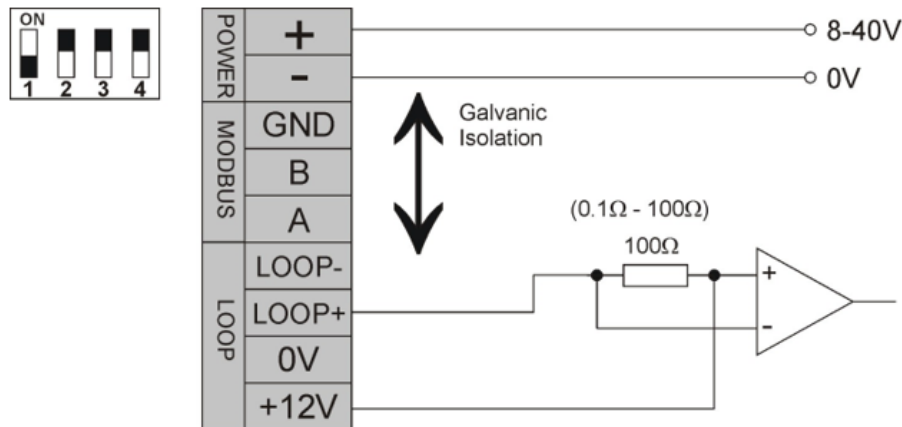 ON
1 2 3 4
POWER
+
-
8-40V
0V
MODBUS
GND
B
A
Galvanic
Isolation
LOOP
LOOP-
LOOP+
0V
+12V
(0.1Ω - 100Ω)
100Ω
+
-